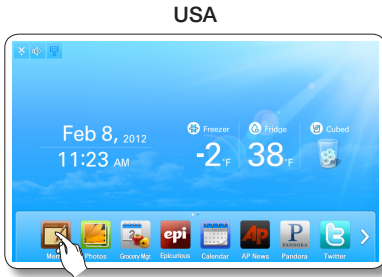 USA
Feb 8, 2012
11:23 AM
Freezer
-2°F
Fridge
38°F
Cubed
Photos
Grocery Mgr.
epi
Epicurious
Calendar
AP
AP News
P
PANDORA
Pandora
Twitter